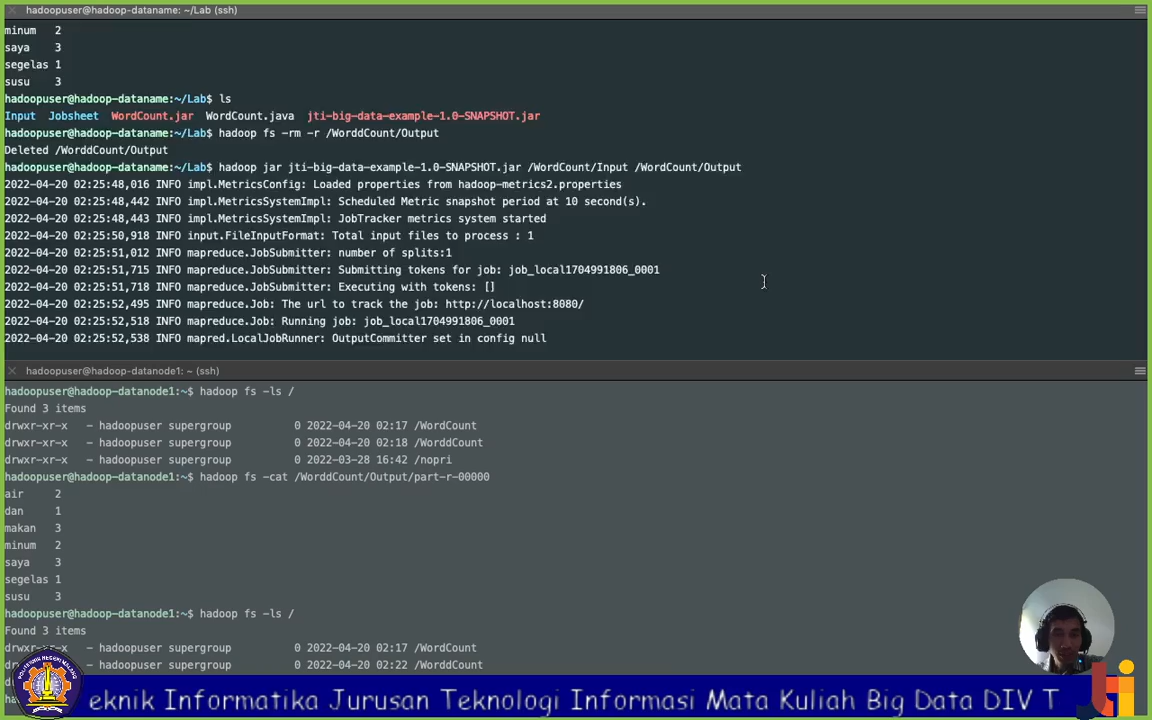 hadoopuser@hadoop-dataname: ~/Lab (ssh)
minum   2
saya    3
segelas 1
susu    3
hadoopuser@hadoop-dataname:~/Lab$ ls
Input  Jobsheet  WordCount.jar  WordCount.java  jti-big-data-example-1.0-SNAPSHOT.jar
hadoopuser@hadoop-dataname:~/Lab$ hadoop fs -rm -r /WorddCount/Output
Deleted /WorddCount/Output
hadoopuser@hadoop-dataname:~/Lab$ hadoop jar jti-big-data-example-1.0-SNAPSHOT.jar /WordCount/Input /WordCount/Output
2022-04-20 02:25:48,016 INFO impl.MetricsConfig: Loaded properties from hadoop-metrics2.properties
2022-04-20 02:25:48,442 INFO impl.MetricsSystemImpl: Scheduled Metric snapshot period at 10 second(s).
2022-04-20 02:25:48,443 INFO impl.MetricsSystemImpl: JobTracker metrics system started
2022-04-20 02:25:50,918 INFO input.FileInputFormat: Total input files to process : 1
2022-04-20 02:25:51,012 INFO mapreduce.JobSubmitter: number of splits:1
2022-04-20 02:25:51,715 INFO mapreduce.JobSubmitter: Submitting tokens for job: job_local1704991806_0001
2022-04-20 02:25:51,718 INFO mapreduce.JobSubmitter: Executing with tokens: []
2022-04-20 02:25:52,495 INFO mapreduce.Job: The url to track the job: http://localhost:8080/
2022-04-20 02:25:52,521 INFO mapreduce.Job: Running job: job_local1704991806_0001
2022-04-20 02:25:52,538 INFO mapred.LocalJobRunner: OutputCommitter set in config null
hadoopuser@hadoop-datanode1: ~ (ssh)
hadoopuser@hadoop-datanode1:~$ hadoop fs -ls /
Found 3 items
drwxr-xr-x   - hadoopuser supergroup          0 2022-04-20 02:17 /WordCount
drwxr-xr-x   - hadoopuser supergroup          0 2022-04-20 02:18 /WorddCount
drwxr-xr-x   - hadoopuser supergroup          0 2022-03-28 16:42 /nopri
hadoopuser@hadoop-datanode1:~$ hadoop fs -cat /WorddCount/Output/part-r-00000
air     2
dan     1
makan   3
minum   2
saya    3
segelas 1
susu    3
hadoopuser@hadoop-datanode1:~$ hadoop fs -ls /
Found 3 items
drwxr-xr-x   - hadoopuser supergroup          0 2022-04-20 02:17 /WordCount
drwxr-xr-x   - hadoopuser supergroup          0 2022-04-20 02:22 /WorddCount
eknik Informatika Jurusan Teknologi Informasi Mata Kuliah Big Data DIV T